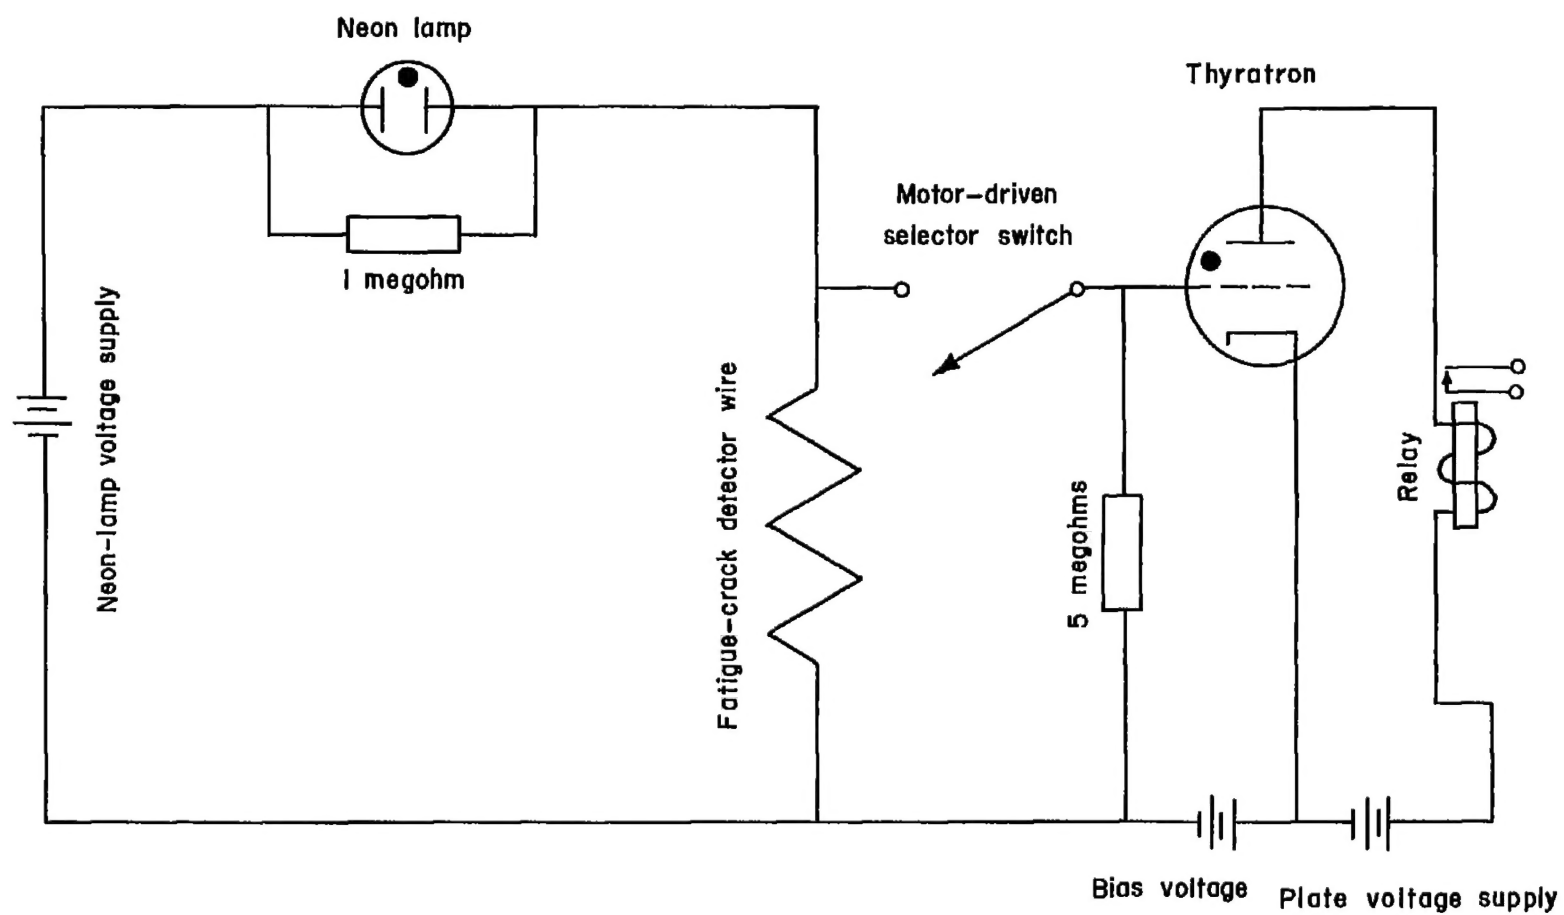 Neon lamp
Thyratron
Motor-driven
selector switch
1 megohm
Neon-lamp voltage supply
Fatigue-crack detector wire
5 megohms
Relay
Bias voltage
Plate voltage supply